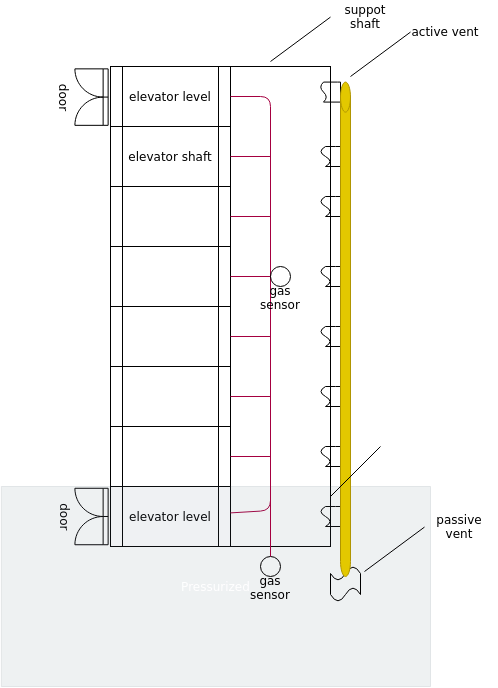 suppot
shaft
active vent
door
elevator level
elevator shaft
gas
sensor
door
elevator level
passive
vent
Pressurized
gas
sensor